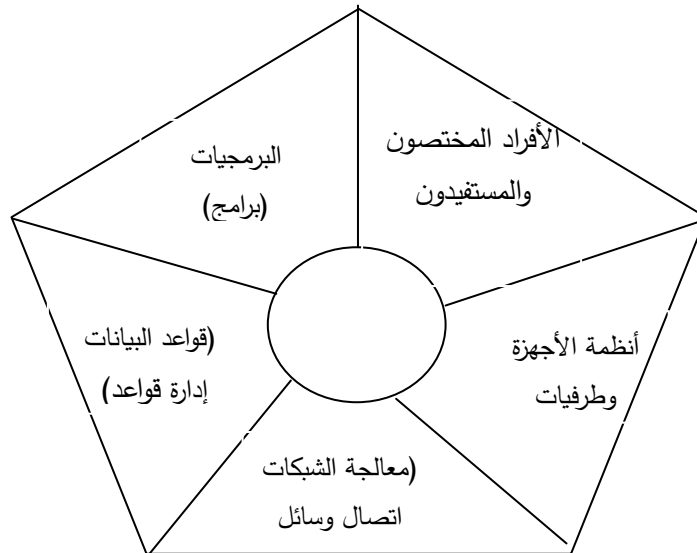 الأفراد المختصون
والمستفيدون
البرمجيات
(برامج)
أنظمة الأجهزة
وطرفيات
(قواعد البيانات
إدارة قواعد)
(معالجة الشبكات
اتصال وسائل